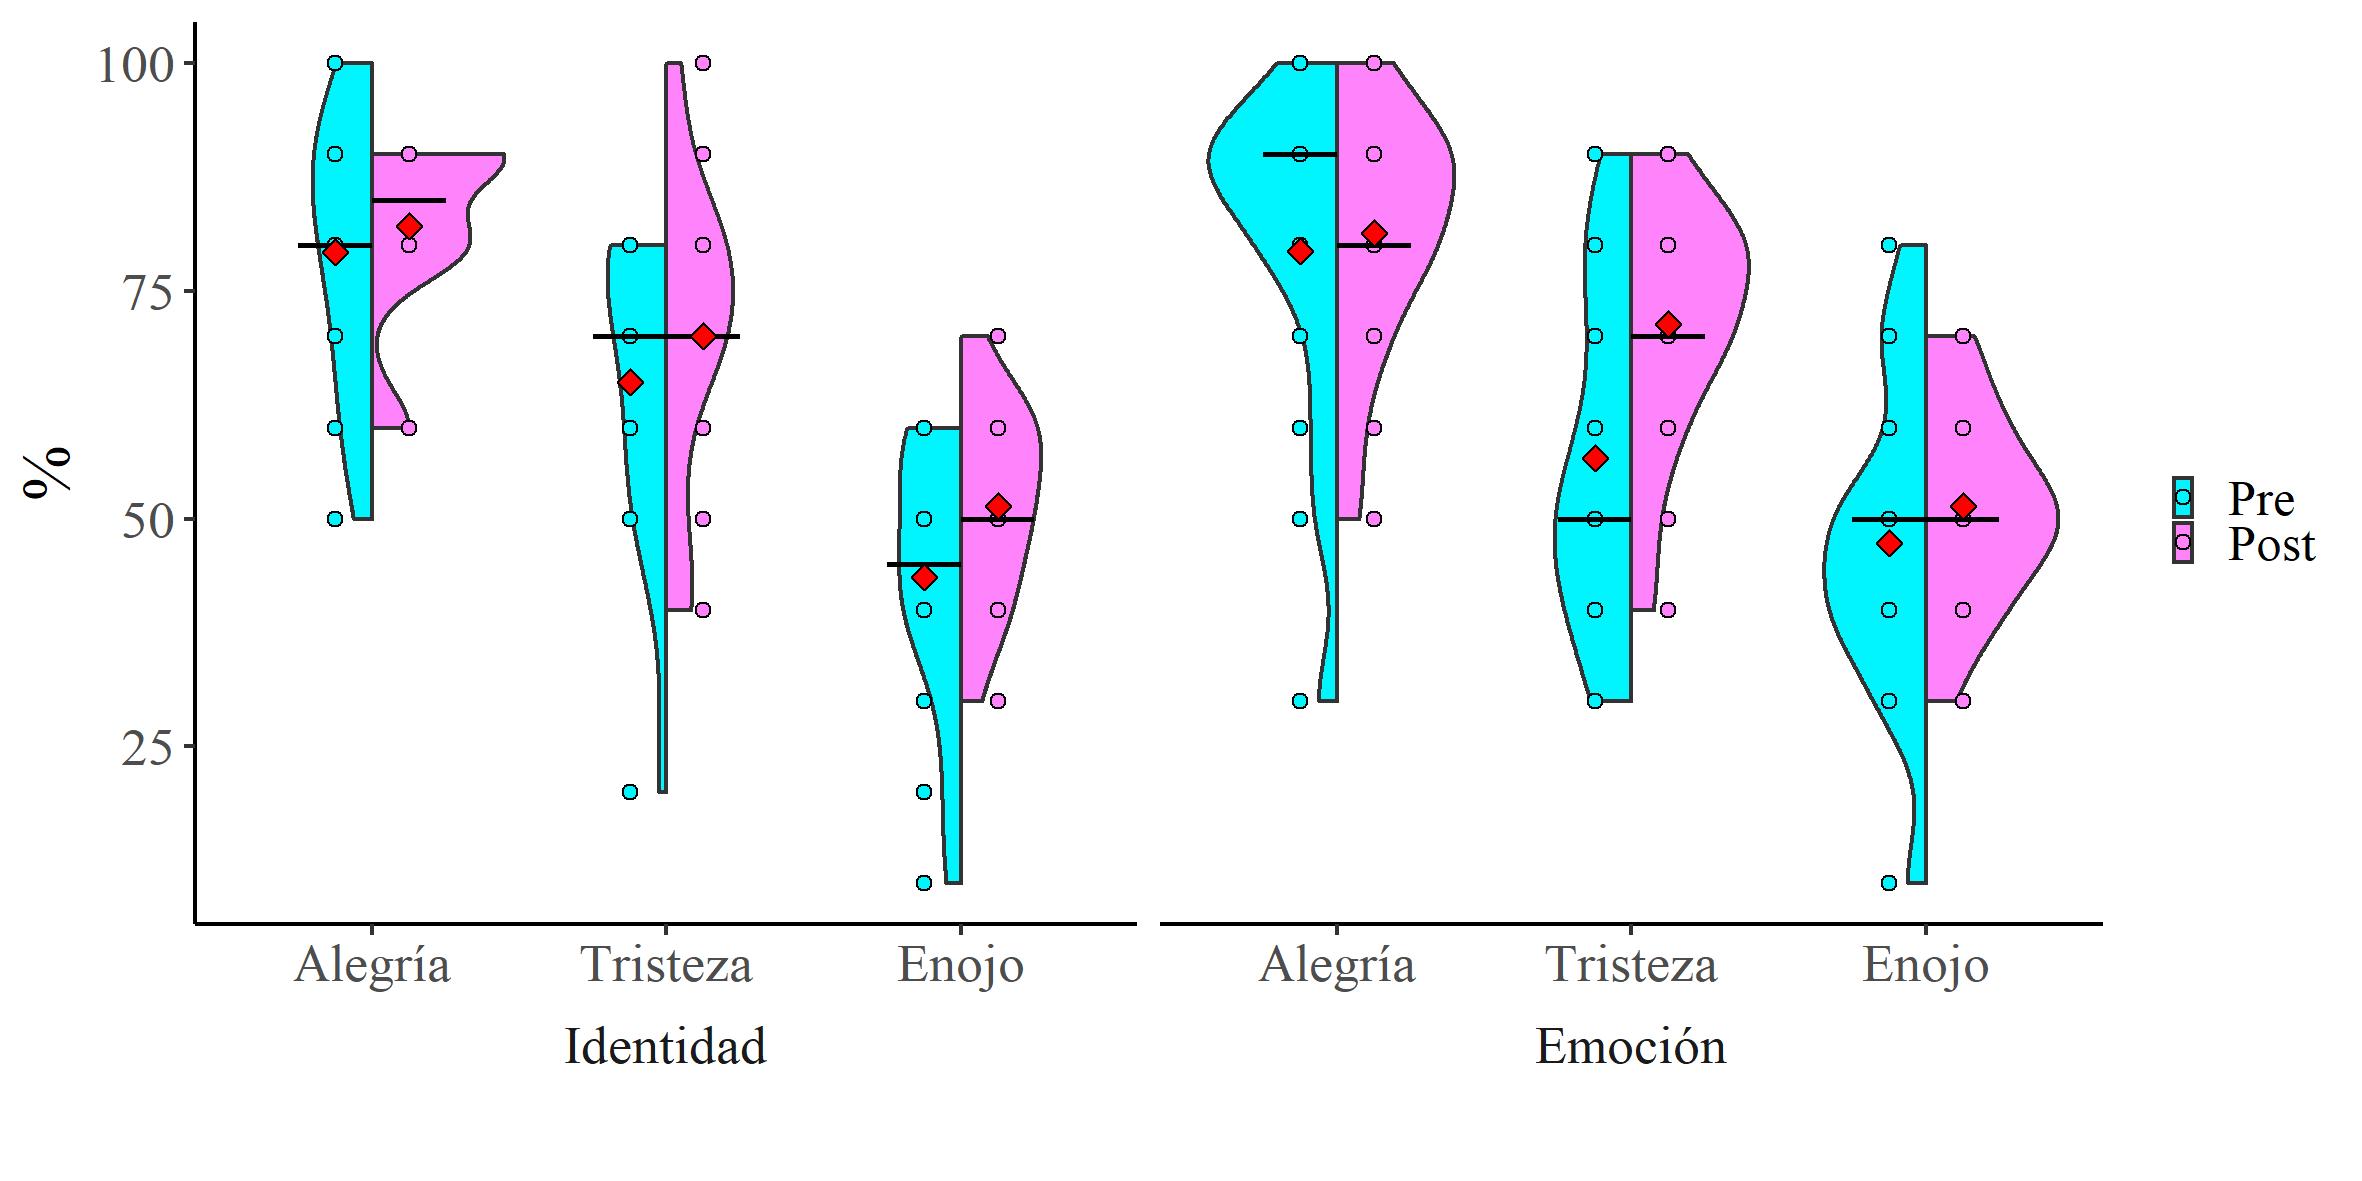 %
100
75
50
25
Alegría
Tristeza
Enojo
Alegría
Tristeza
Enojo
Identidad
Emoción
Pre
Post